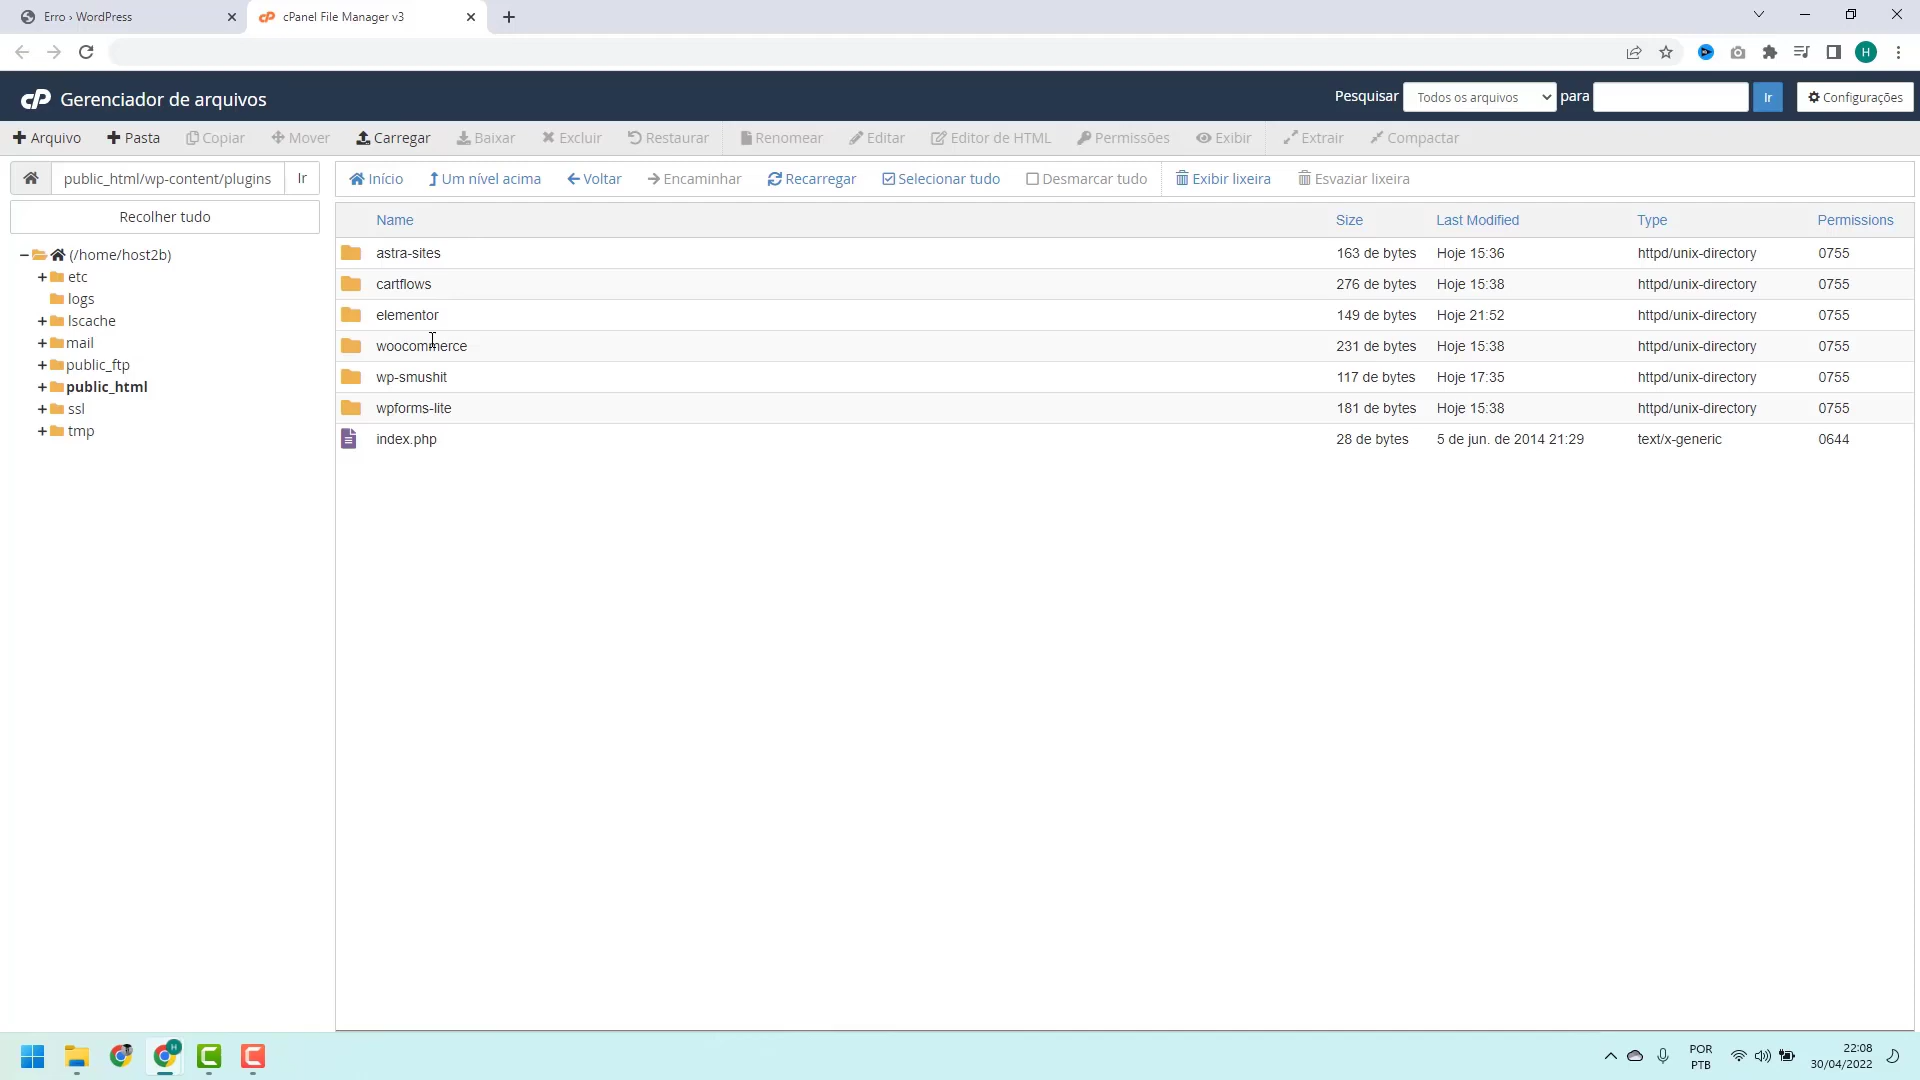 Erro › WordPress
cPanel File Manager v3
H
cP Gerenciador de arquivos
Pesquisar Todos os arquivos para Ir Configurações
Arquivo Pasta Copiar Mover Carregar Baixar Excluir Restaurar Renomear Editar Editor de HTML Permissões Exibir Extrair Compactar
public_html/wp-content/plugins Ir
Início Um nível acima Voltar Encaminhar Recarregar Selecionar tudo Desmarcar tudo Exibir lixeira Esvaziar lixeira
Recolher tudo
(/home/host2b)
etc
logs
lscache
mail
public_ftp
public_html
ssl
tmp
Name Size Last Modified Type Permissions
astra-sites 163 de bytes Hoje 15:36 httpd/unix-directory 0755
cartflows 276 de bytes Hoje 15:38 httpd/unix-directory 0755
elementor 149 de bytes Hoje 21:52 httpd/unix-directory 0755
woocommerce 231 de bytes Hoje 15:38 httpd/unix-directory 0755
wp-smushit 117 de bytes Hoje 17:35 httpd/unix-directory 0755
wpforms-lite 181 de bytes Hoje 15:38 httpd/unix-directory 0755
index.php 28 de bytes 5 de jun. de 2014 21:29 text/x-generic 0644
H
POR
PTB
22:08
30/04/2022